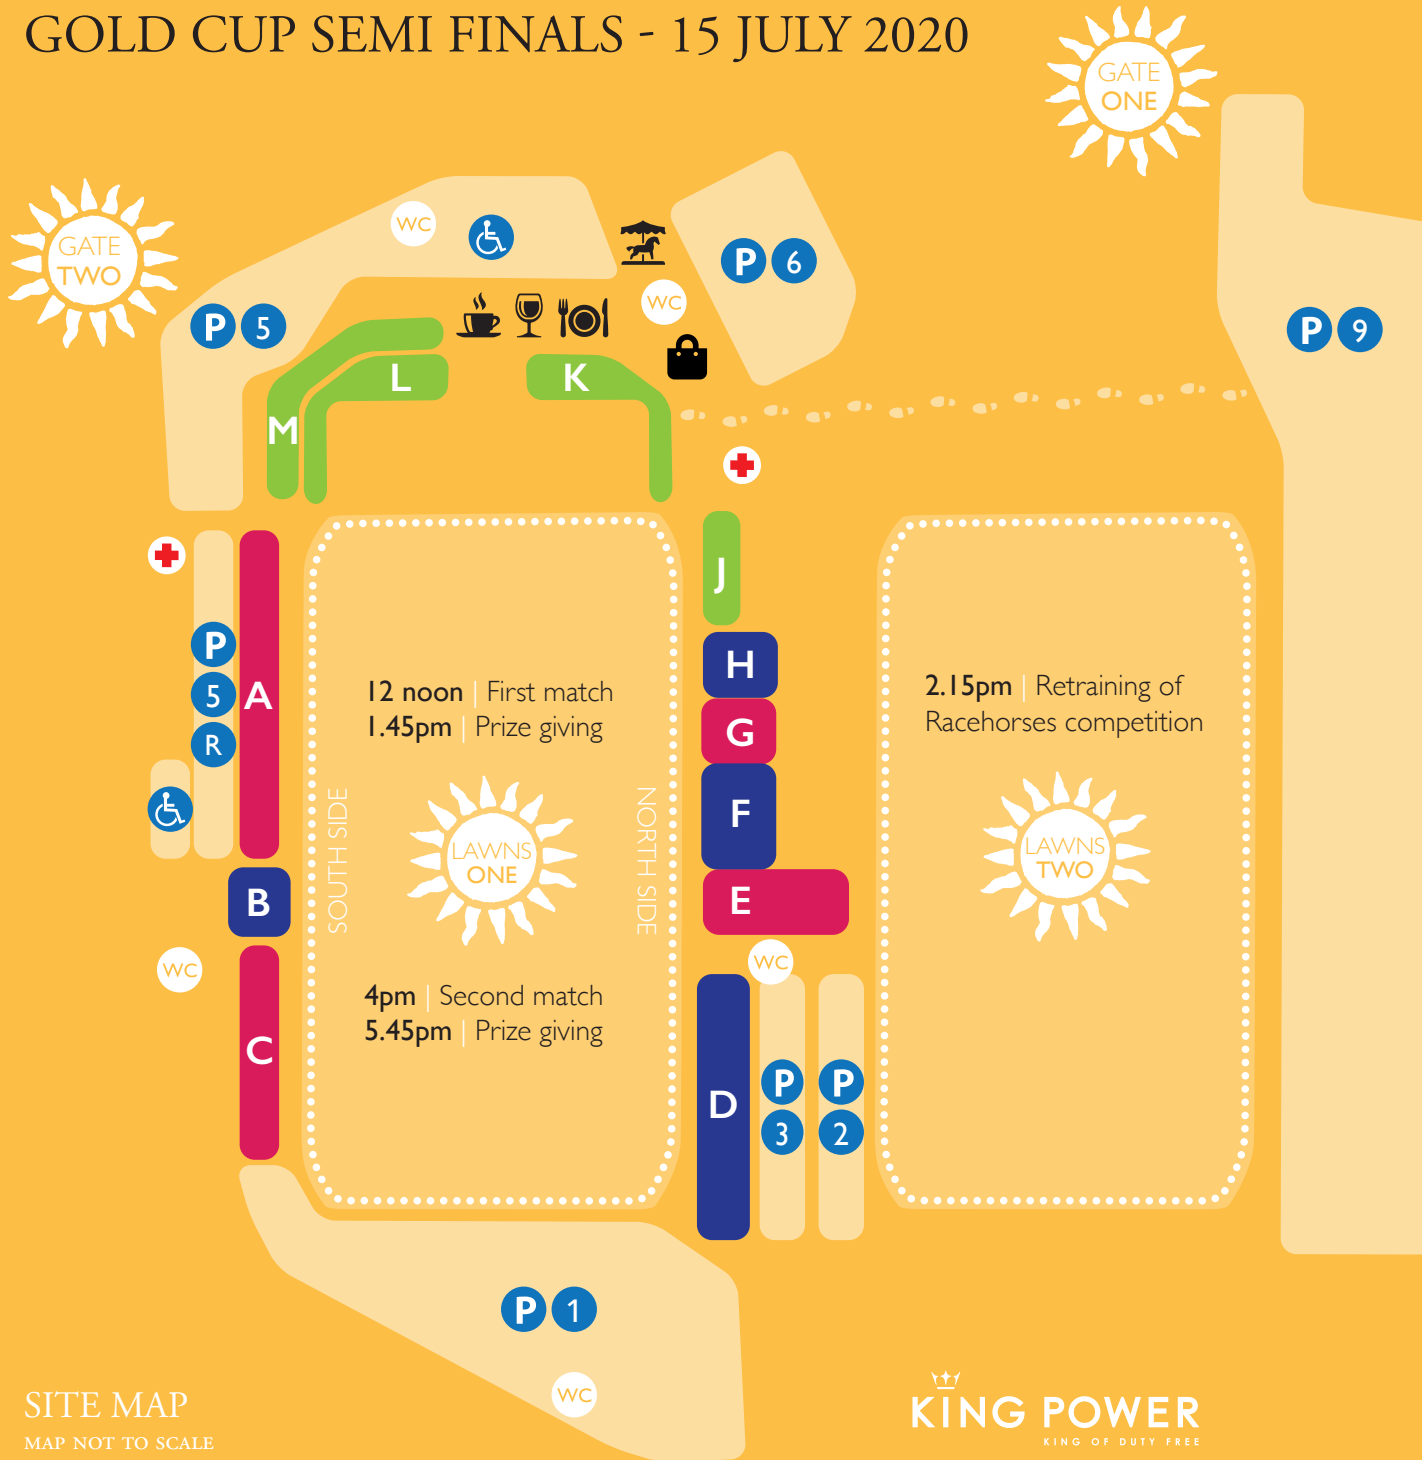 GOLD CUP SEMI FINALS - 15 JULY 2020
GATE
ONE
GATE
TWO
WC
P 6
WC
P 5
P 9
L
K
M
J
P
5
R
A
H
G
F
E
B
12 noon | First match
1.45pm | Prize giving
2.15pm | Retraining of
Racehorses competition
SOUTH SIDE
LAWNS
ONE
NORTH SIDE
LAWNS
TWO
WC
WC
4pm | Second match
5.45pm | Prize giving
C
D
P
3
P
2
P 1
WC
SITE MAP
MAP NOT TO SCALE
KING POWER
KING OF DUTY FREE